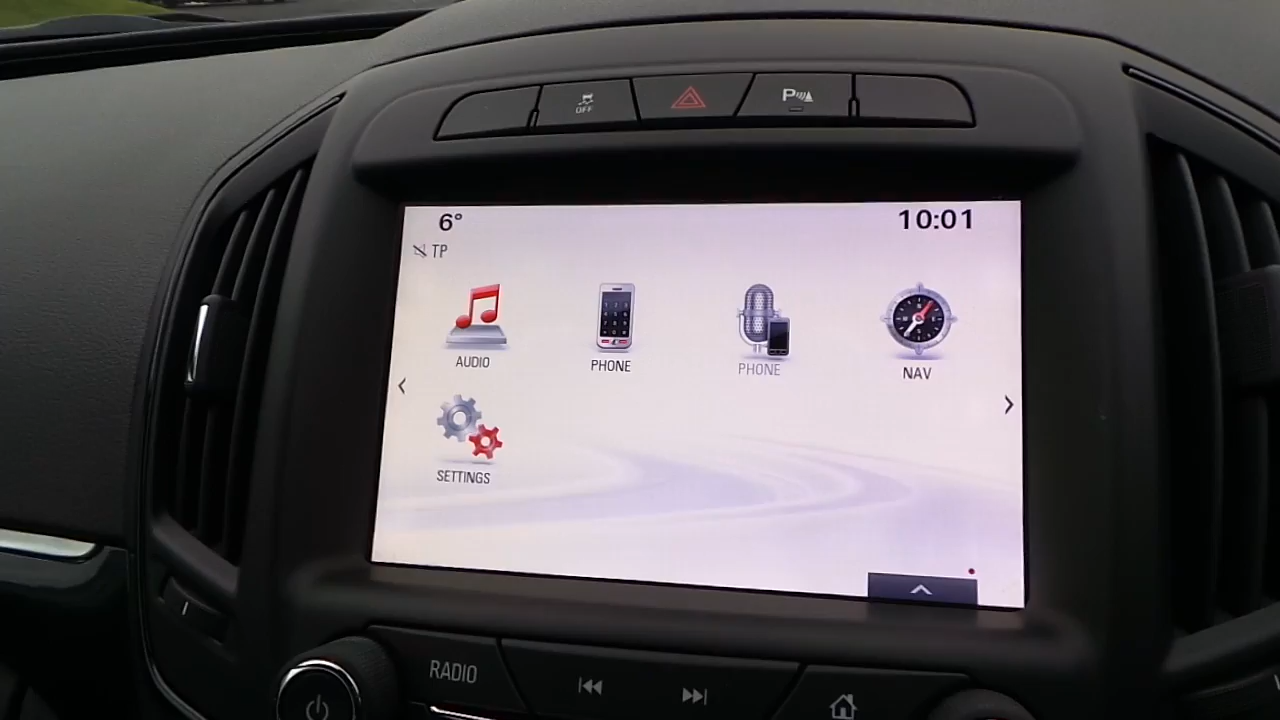 OFF
P
6°
10:01
TP
AUDIO
PHONE
PHONE
NAV
SETTINGS
RADIO